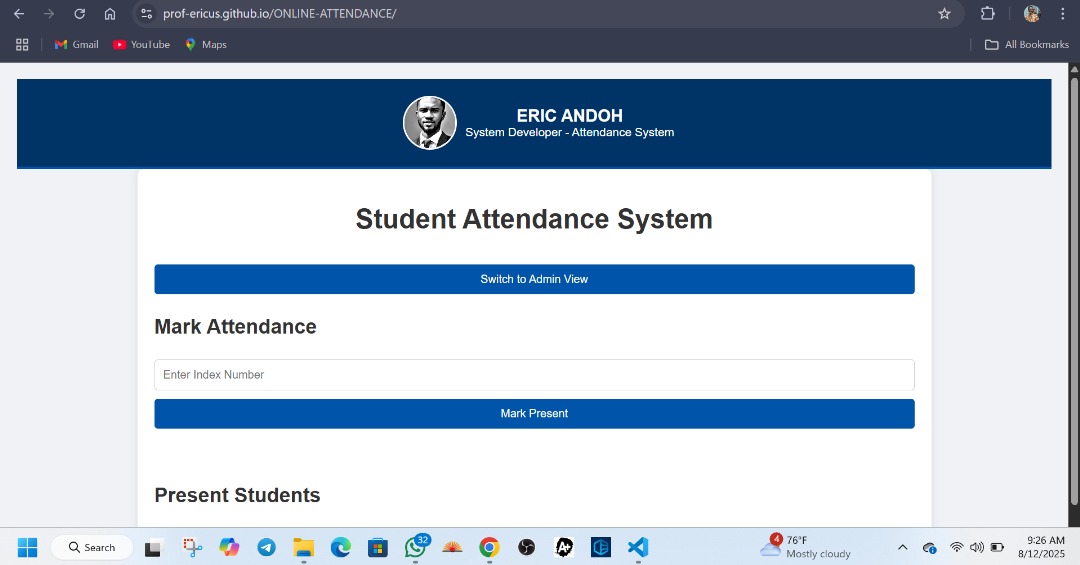 prof-ericus.github.io/ONLINE-ATTENDANCE/
Gmail YouTube Maps All Bookmarks
ERIC ANDOH
System Developer - Attendance System
Student Attendance System
Switch to Admin View
Mark Attendance
Enter Index Number
Mark Present
Present Students
Search 32 A+ 4 76°F 9:26 AM
Mostly cloudy 8/12/2025